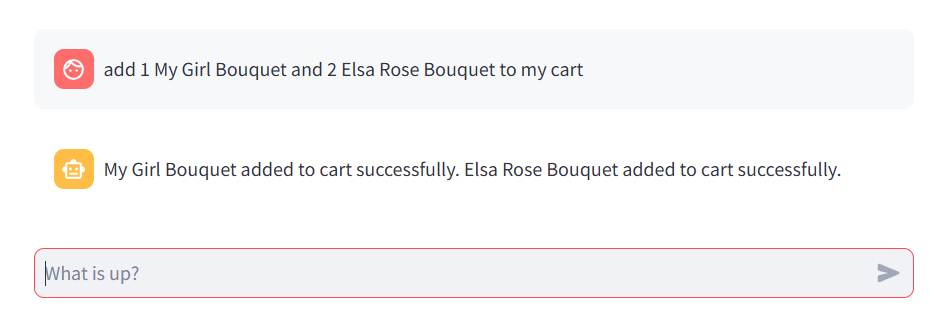 add 1 My Girl Bouquet and 2 Elsa Rose Bouquet to my cart
My Girl Bouquet added to cart successfully. Elsa Rose Bouquet added to cart successfully.
What is up?